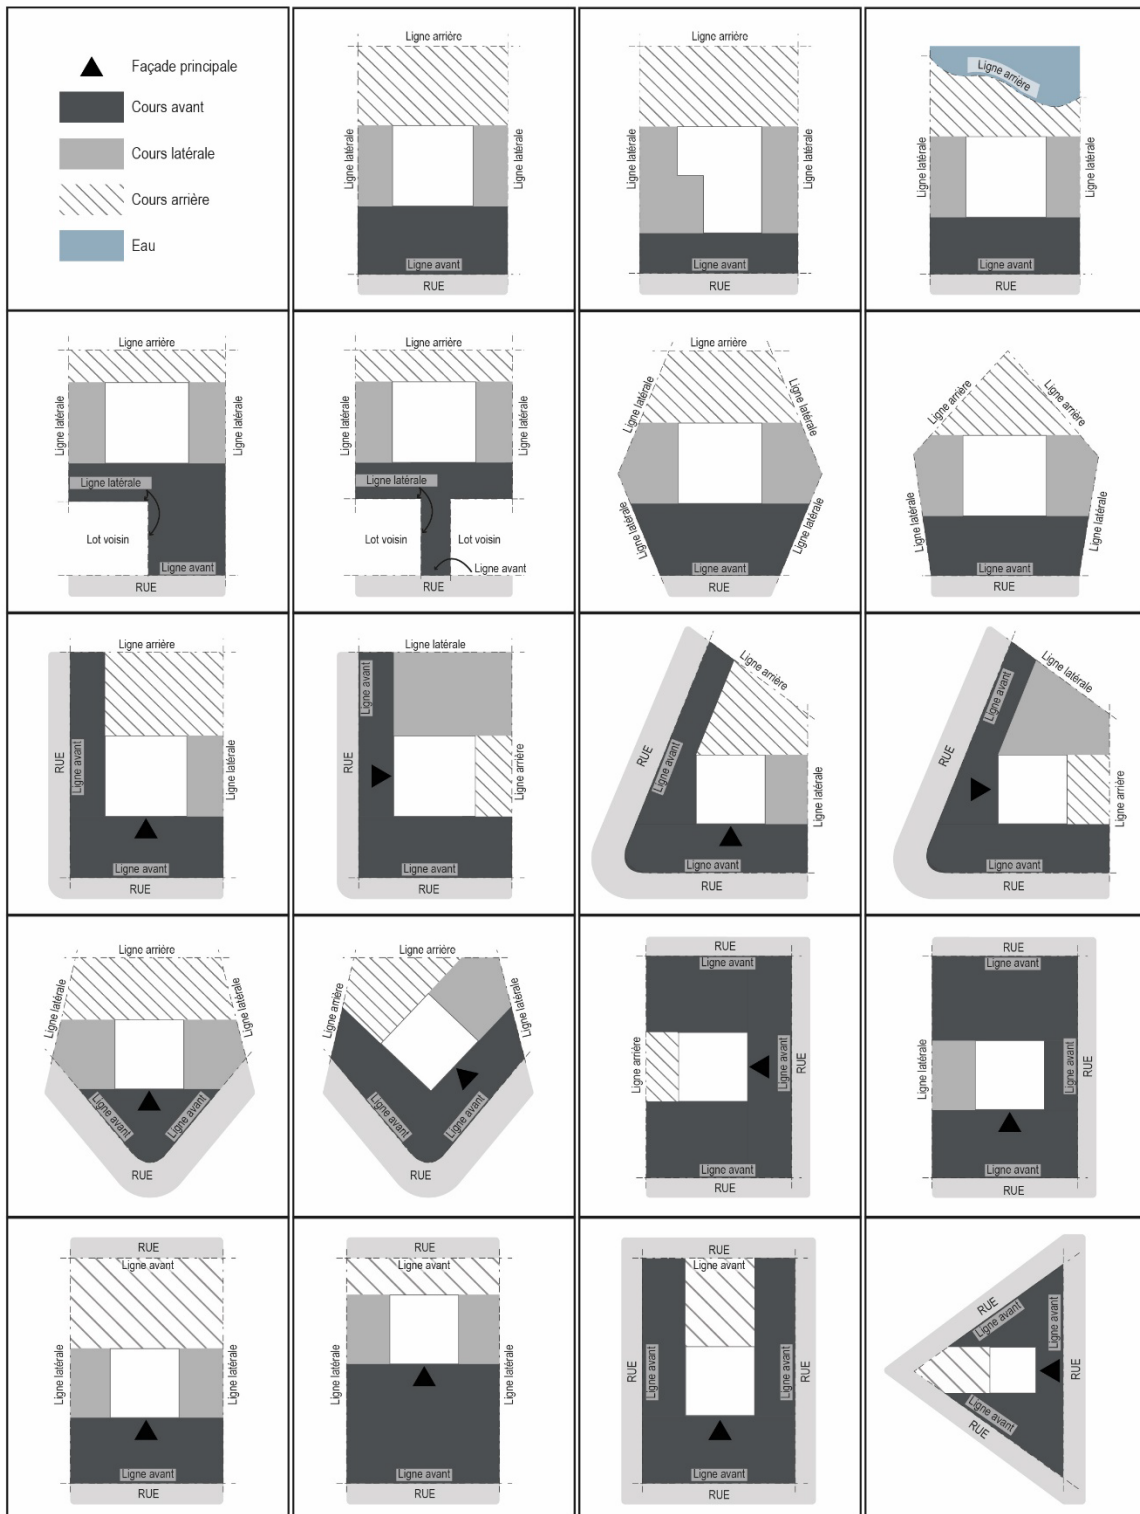 Façade principale
Cours avant
Cours latérale
Cours arrière
Eau
Ligne arrière
Ligne latérale
Ligne latérale
Ligne avant
RUE
Ligne arrière
Ligne latérale
Ligne latérale
Ligne avant
RUE
Ligne arrière
Ligne latérale
Ligne latérale
Ligne avant
RUE
Ligne arrière
Ligne latérale
Ligne latérale
Ligne latérale
Lot voisin
Ligne avant
RUE
Ligne arrière
Ligne latérale
Ligne latérale
Ligne latérale
Lot voisin
Lot voisin
Ligne avant
RUE
Ligne arrière
Ligne latérale
Ligne latérale
Ligne latérale
Ligne latérale
Ligne avant
RUE
Ligne arrière
Ligne arrière
Ligne latérale
Ligne latérale
Ligne avant
RUE
Ligne arrière
RUE
Ligne avant
Ligne latérale
Ligne avant
RUE
Ligne latérale
Ligne avant
RUE
Ligne arrière
Ligne avant
RUE
Ligne arrière
RUE
Ligne avant
Ligne latérale
Ligne avant
RUE
Ligne latérale
Ligne avant
RUE
Ligne arrière
Ligne avant
RUE
Ligne arrière
Ligne latérale
Ligne latérale
Ligne avant
Ligne avant
RUE
Ligne arrière
Ligne arrière
Ligne latérale
Ligne avant
Ligne avant
RUE
RUE
Ligne avant
Ligne arrière
Ligne avant
RUE
Ligne avant
RUE
RUE
Ligne avant
Ligne latérale
Ligne avant
RUE
Ligne avant
RUE
RUE
Ligne avant
Ligne latérale
Ligne latérale
Ligne avant
RUE
RUE
Ligne avant
Ligne latérale
Ligne latérale
Ligne avant
RUE
RUE
Ligne avant
RUE
Ligne avant
Ligne avant
RUE
Ligne avant
RUE
RUE
Ligne avant
Ligne avant
RUE
Ligne avant
RUE